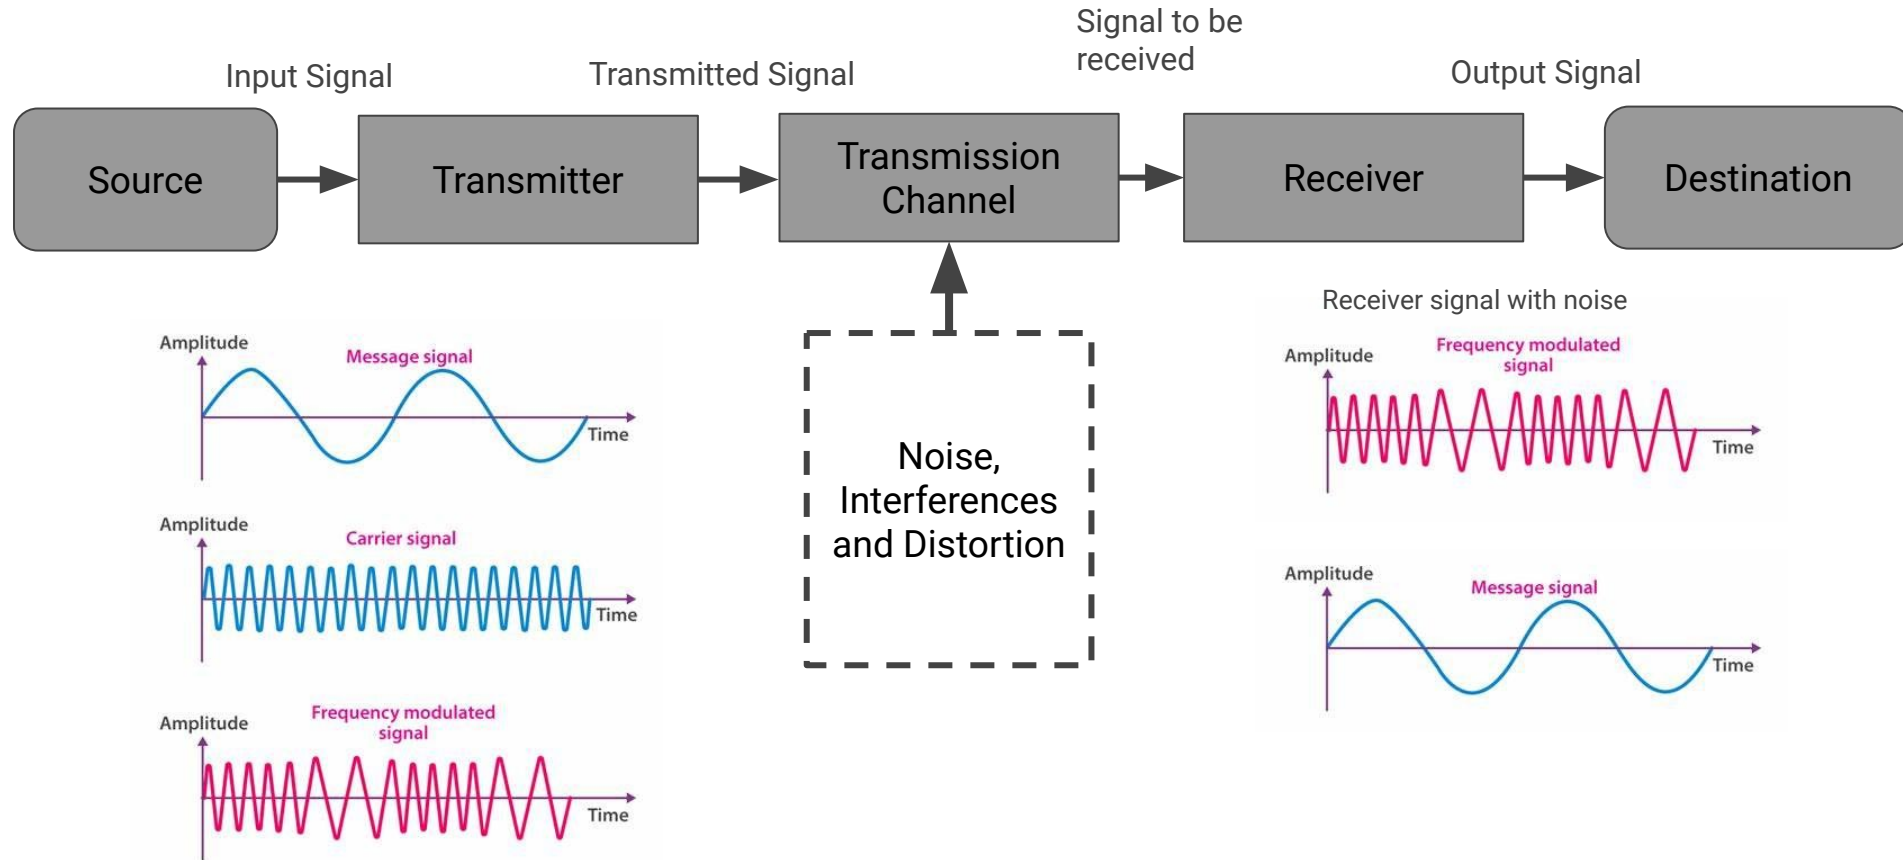 Input Signal
Transmitted Signal
Signal to be
received
Output Signal
Source
Transmitter
Transmission
Channel
Receiver
Destination
Noise,
Interferences
and Distortion
Amplitude
Message signal
Time
Amplitude
Carrier signal
Time
Amplitude
Frequency modulated
signal
Time
Receiver signal with noise
Amplitude
Frequency modulated
signal
Time
Amplitude
Message signal
Time